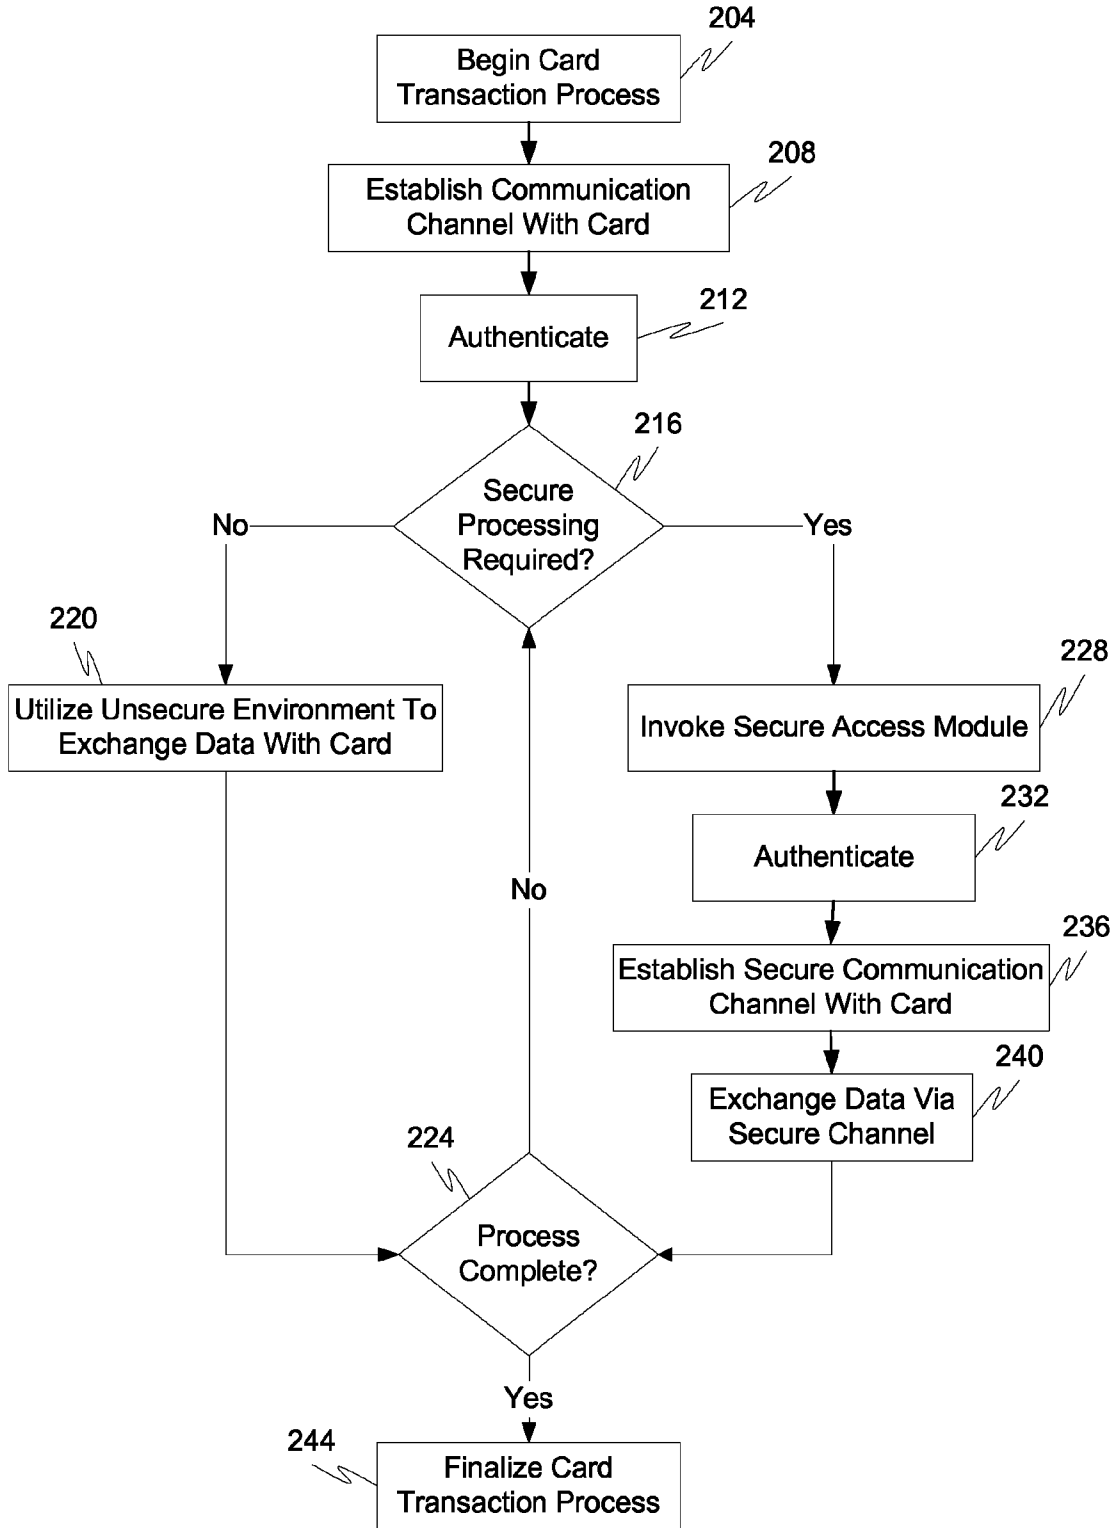 204
Begin Card
Transaction Process
208
Establish Communication
Channel With Card
212
Authenticate
216
Secure
Processing
Required?
No
Yes
220
Utilize Unsecure Environment To
Exchange Data With Card
228
Invoke Secure Access Module
232
Authenticate
No
236
Establish Secure Communication
Channel With Card
240
Exchange Data Via
Secure Channel
224
Process
Complete?
Yes
244
Finalize Card
Transaction Process